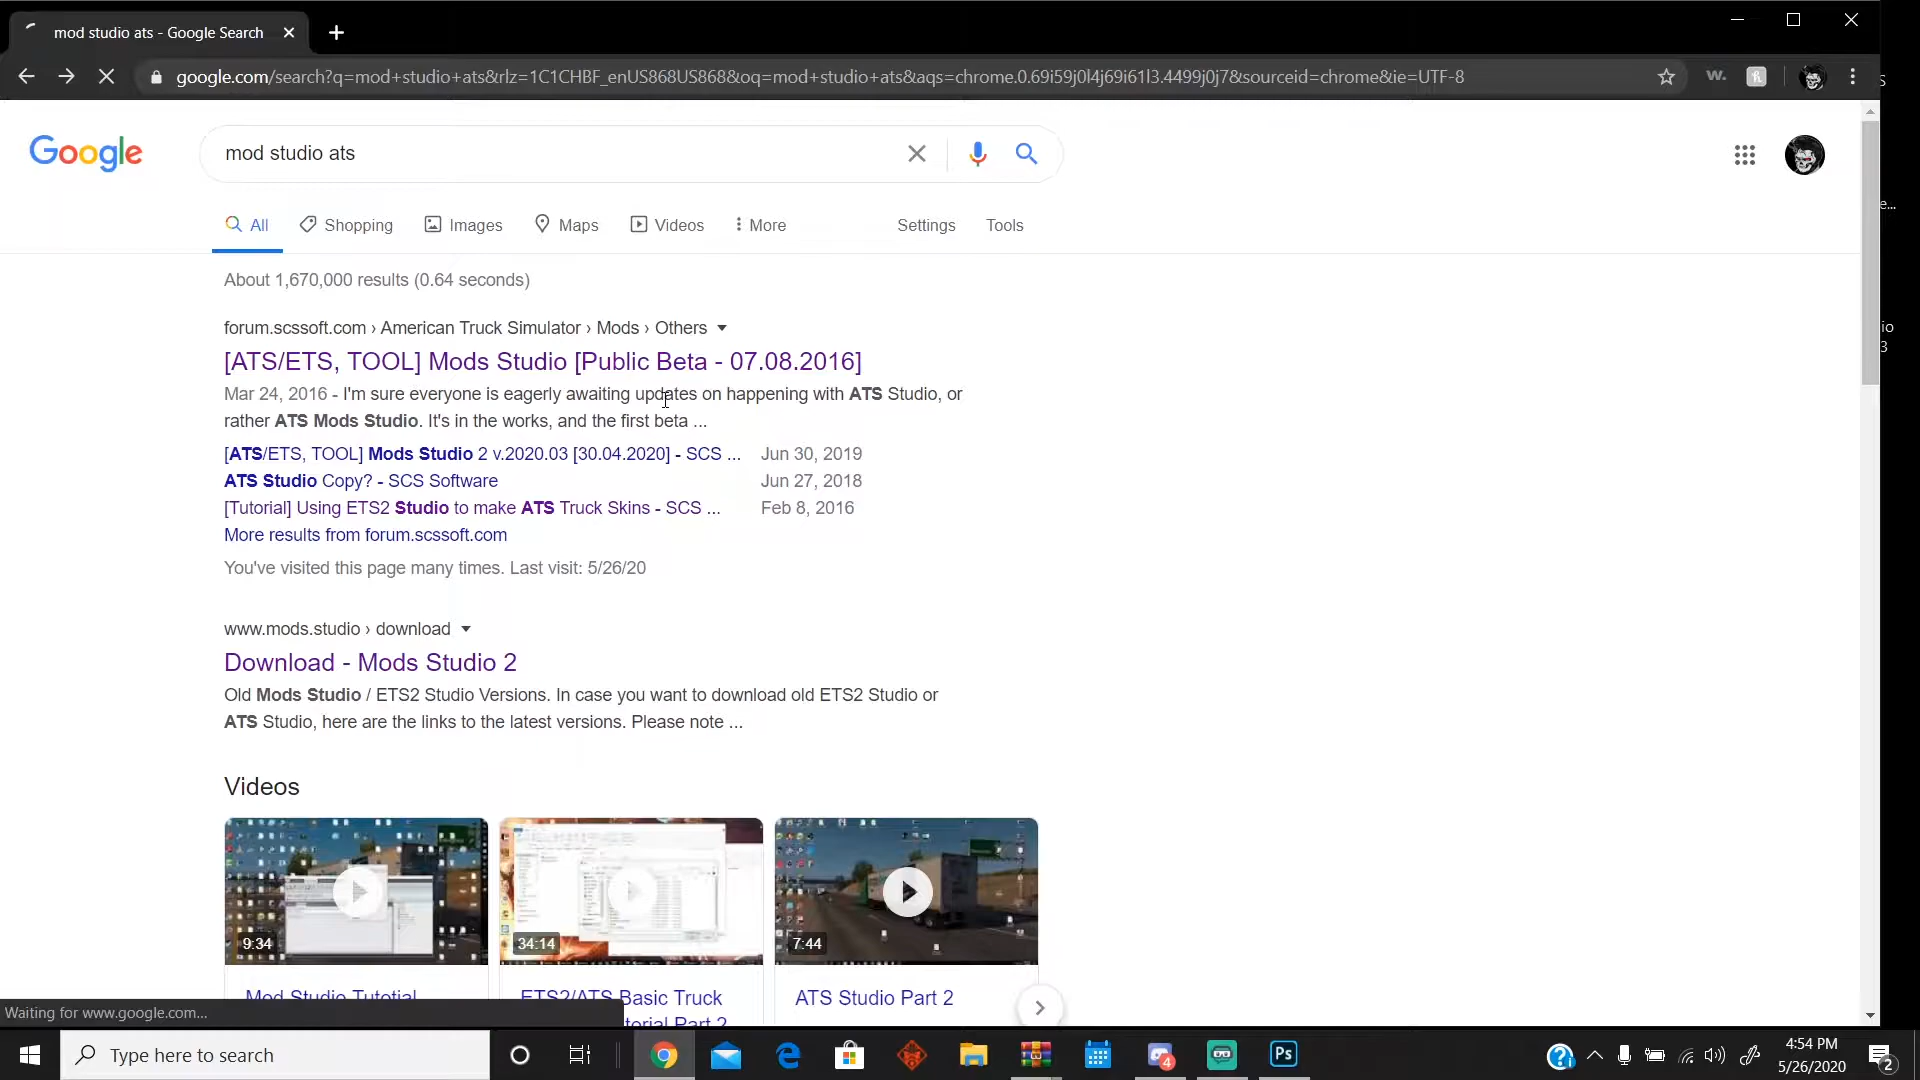 mod studio ats - Google Search
google.com/search?q=mod+studio+ats&rlz=1C1CHBF_enUS868US868&oq=mod+studio+ats&aqs=chrome.0.69i59j0l4j69i61l3.4499j0j7&sourceid=chrome&ie=UTF-8
w.
Google
mod studio ats
All Shopping Images Maps Videos More Settings Tools
About 1,670,000 results (0.64 seconds)
forum.scssoft.com › American Truck Simulator › Mods › Others
[ATS/ETS, TOOL] Mods Studio [Public Beta - 07.08.2016]
Mar 24, 2016 - I'm sure everyone is eagerly awaiting updates on happening with ATS Studio, or
rather ATS Mods Studio. It's in the works, and the first beta ...
[ATS/ETS, TOOL] Mods Studio 2 v.2020.03 [30.04.2020] - SCS ... Jun 30, 2019
ATS Studio Copy? - SCS Software Jun 27, 2018
[Tutorial] Using ETS2 Studio to make ATS Truck Skins - SCS ... Feb 8, 2016
More results from forum.scssoft.com
You've visited this page many times. Last visit: 5/26/20
www.mods.studio › download
Download - Mods Studio 2
Old Mods Studio / ETS2 Studio Versions. In case you want to download old ETS2 Studio or
ATS Studio, here are the links to the latest versions. Please note ...
Videos
9:34 34:14 7:44
Mod Studio Tutorial ETS2/ATS Basic Truck ATS Studio Part 2
torial Part 2
Waiting for www.google.com...
Type here to search
4
Ps
4:54 PM
5/26/2020
2
s
e...
io
3